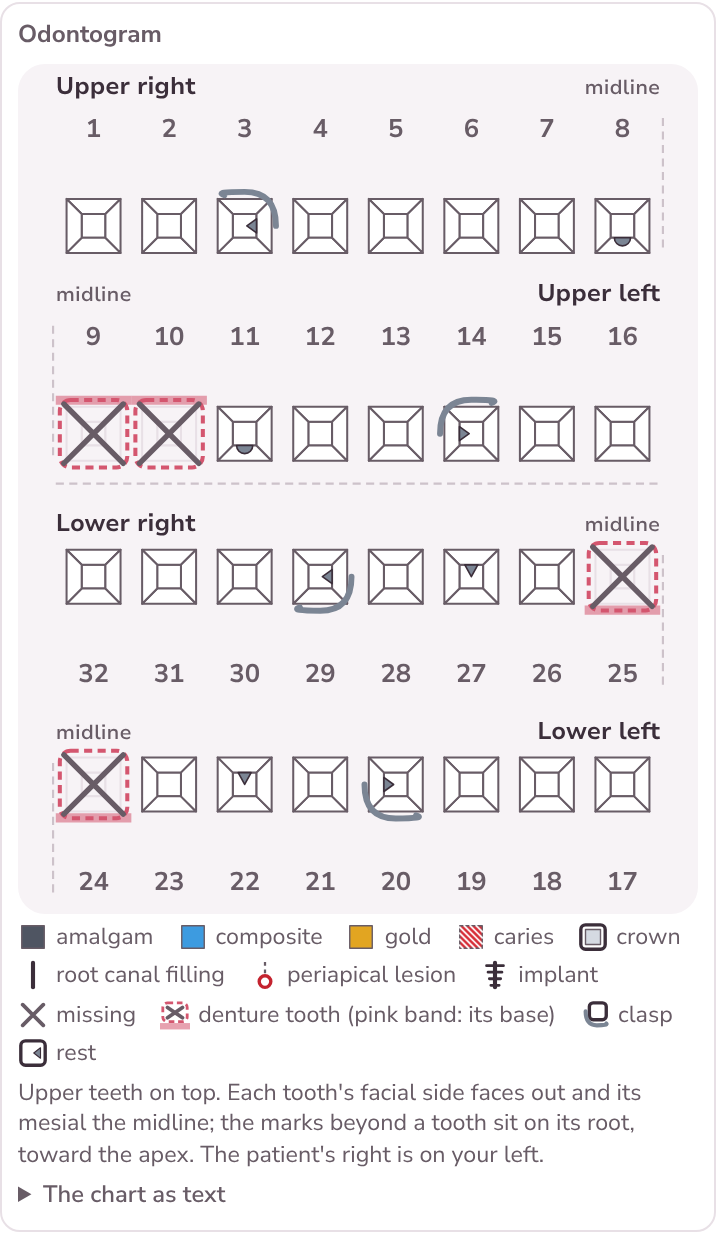 Odontogram
Upper right midline
1 2 3 4 5 6 7 8
midline Upper left
9 10 11 12 13 14 15 16
Lower right midline
32 31 30 29 28 27 26 25
midline Lower left
24 23 22 21 20 19 18 17
amalgam composite gold caries crown
root canal filling periapical lesion implant
missing denture tooth (pink band: its base) clasp
rest
Upper teeth on top. Each tooth's facial side faces out and its
mesial the midline; the marks beyond a tooth sit on its root,
toward the apex. The patient's right is on your left.
The chart as text